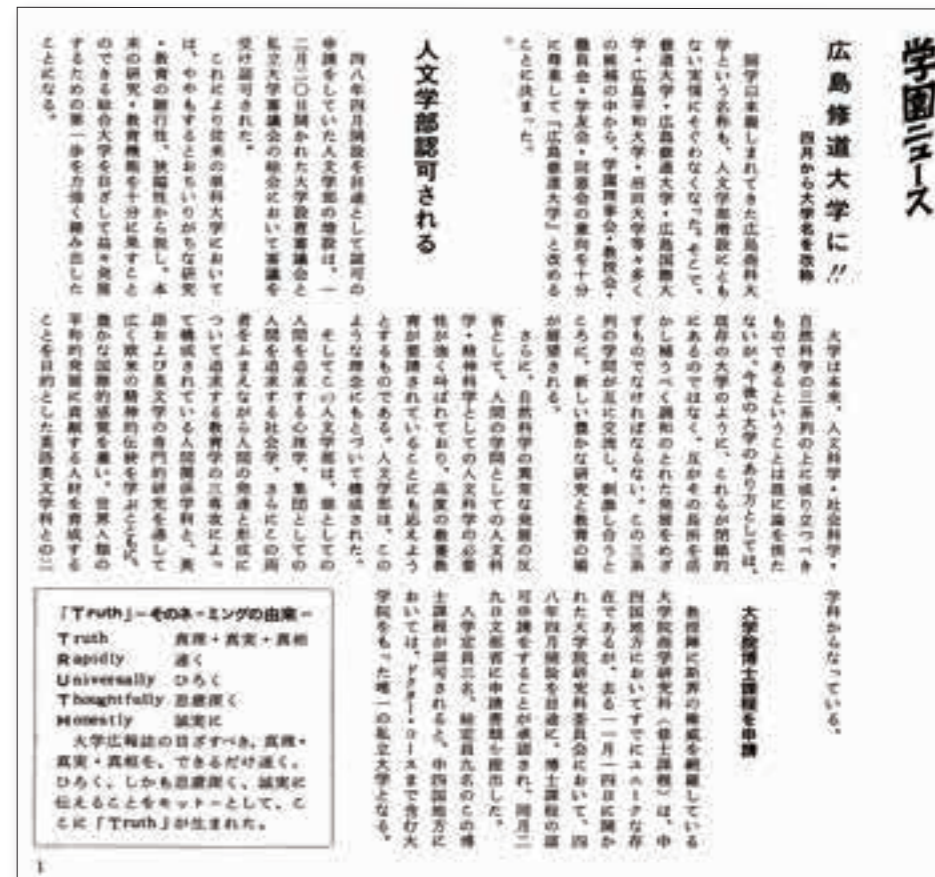 学園ニュース
広島修道大学に!!
四月から大学名を改称
開学以来親しまれてきた広島商科大
学という名称も、人文学部増設にとも
ない実情にそぐわなくなった。そこで、
修道大学・広島修道大学・広島国際大
学・広島平和大学・
大学等々多く
の候補の中から、学園理事会・教授会・
職員会・学友会・同窓会の意向を十分
に尊重して「広島修道大学」と改める
ことに決まった。
人文学部認可される
四八年四月開設を目途として認可の
申請をしていた人文学部の増設は、一
二月二〇日開かれた大学設置審議会と
私立大学審議会の総会において審議を
受け認可された。
これにより従来の単科大学において
は、ややもするとおちいりがちな研究
・教育の跛行性、狭隘性から脱し、本
来の研究・教育機能を十分に果すこと
のできる総合大学を目ざして益々発展
するための第一歩を力強く踏み出した
ことになる。
大学は本来、人文科学・社会科学・
自然科学の三系列の上に成り立つべき
ものであるということは既に論を俟た
ないが、今後の大学のあり方としては、
既存の大学のように、これらが閉鎖的
にあるのではなく、互がその長所を活
かし補うべく調和のとれた発展をめざ
すものでなければならない。この三系
列の学問が互に交流し、刺激し合うと
ころに、新しい豊かな研究と教育の場
が展望される。
さらに、自然科学の異常な発展の反
省として、人間の学問としての人文科
学・精神科学としての人文科学の必要
性が強く叫ばれており、高度の教養教
育が要請されていることにも応えよう
とするものである。人文学部は、この
ような理念にもとづいて構成された。
そしてこの人文学部は、個としての
人間を追求する心理学、集団としての
人間を追求する社会学、さらにこの両
者をふまえながら人間の発達と形成に
ついて追求する教育学の三専攻によっ
て構成されている人間関係学科と、英
語および英文学の専門的研究を通して
広く欧米の精神的伝統を学ぶとともに、
豊かな国際的感覚を養い、世界人類の
平和的発展に貢献する人材を育成する
ことを目的とした英語英文学科との二
学科からなっている。
大学院博士課程を申請
教授陣に斯界の権威を網羅している
大学院商学研究科(修士課程)は、中
四国地方においてすでにユニークな存
在であるが、去る一一月一四日に開か
れた大学院研究科委員会において、四
八年四月開設を目途に、博士課程の認
可申請をすることが承認され、同月二
九日文部省に申請書類を提出した。
入学定員三名、総定員九名のこの博
士課程が認可されると、中四国地方に
おいては、ドクター・コースまで含む大
学院をもった唯一の私立大学となる。
「Truth」-そのネーミングの由来-
Truth 真理・真実・真相
Rapidly 速く
Universally ひろく
Thoughtfully 思慮深く
Honestly 誠実に
大学広報誌の目ざすべき、真理・
真実・真相を、できるだけ速く、
ひろく、しかも思慮深く、誠実に
伝えることをモットーとして、こ
こに「Truth」が生まれた。
1